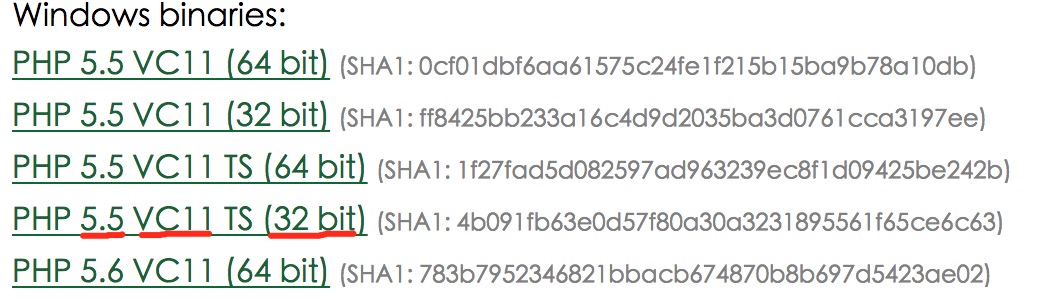 Windows binaries:
PHP 5.5 VC11 (64 bit) (SHA1: 0cf01dbf6aa61575c24fe1f215b15ba9b78a10db)
PHP 5.5 VC11 (32 bit) (SHA1: ff8425bb233a16c4d9d2035ba3d0761cca3197ee)
PHP 5.5 VC11 TS (64 bit) (SHA1: 1f27fad5d082597ad963239ec8f1d09425be242b)
PHP 5.5 VC11 TS (32 bit) (SHA1: 4b091fb63e0d57f80a30a3231895561f65ce6c63)
PHP 5.6 VC11 (64 bit) (SHA1: 783b7952346821bbacb674870b8b697d5423ae02)